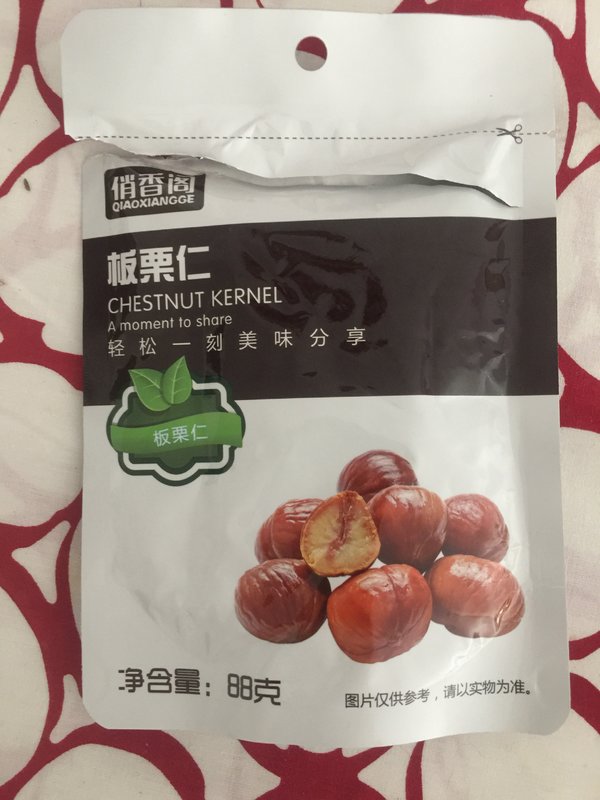 俏香阁
QIAOXIANGGE
板栗仁
CHESTNUT KERNEL
A moment to share
轻松一刻美味分享
板栗仁
净含量：88克
图片仅供参考，请以实物为准。